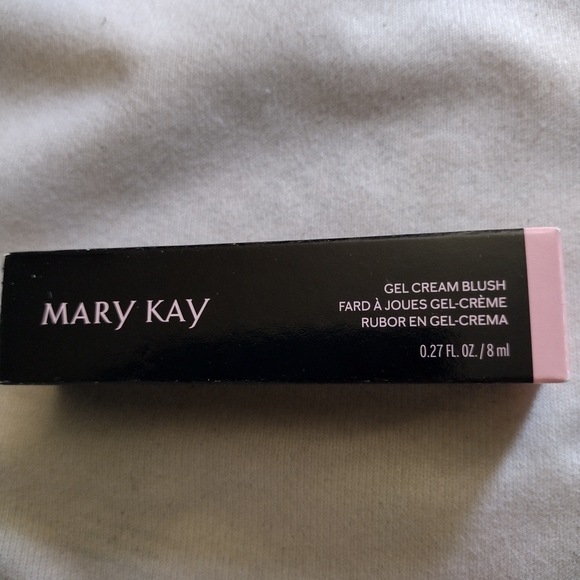 MARY KAY
GEL CREAM BLUSH
FARD À JOUES GEL-CRÈME
RUBOR EN GEL-CREMA
0.27 FL. OZ. / 8 ml